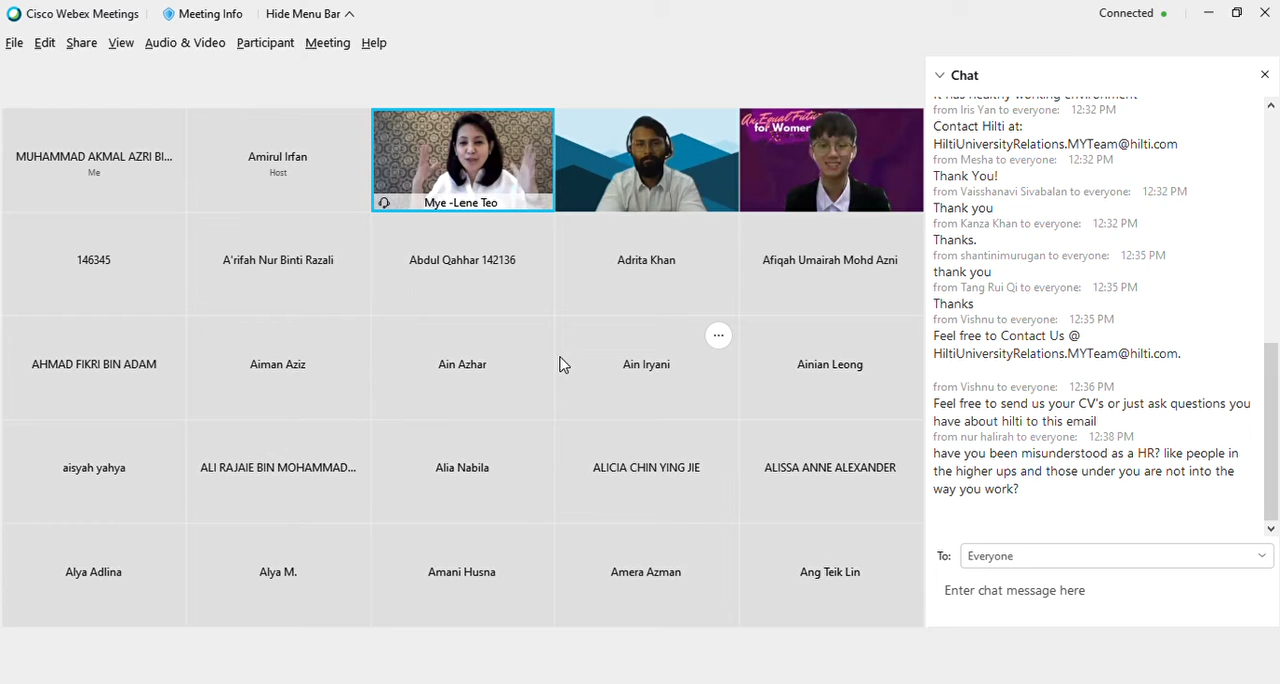 Cisco Webex Meetings
Meeting Info
Hide Menu Bar
Connected
File Edit Share View Audio & Video Participant Meeting Help
MUHAMMAD AKMAL AZRI BI...
Me
Amirul Irfan
Host
Mye -Lene Teo
An Equal Futu
for Women
146345
A'rifah Nur Binti Razali
Abdul Qahhar 142136
Adrita Khan
Afiqah Umairah Mohd Azni
AHMAD FIKRI BIN ADAM
Aiman Aziz
Ain Azhar
Ain Iryani
Ainian Leong
aisyah yahya
ALI RAJAIE BIN MOHAMMAD...
Alia Nabila
ALICIA CHIN YING JIE
ALISSA ANNE ALEXANDER
Alya Adlina
Alya M.
Amani Husna
Amera Azman
Ang Teik Lin
Chat
it has healthy working environment
from Iris Yan to everyone: 12:32 PM
Contact Hilti at:
HiltiUniversityRelations.MYTeam@hilti.com
from Mesha to everyone: 12:32 PM
Thank You!
from Vaisshanavi Sivabalan to everyone: 12:32 PM
Thank you
from Kanza Khan to everyone: 12:32 PM
Thanks.
from shantinimurugan to everyone: 12:35 PM
thank you
from Tang Rui Qi to everyone: 12:35 PM
Thanks
from Vishnu to everyone: 12:35 PM
Feel free to Contact Us @
HiltiUniversityRelations.MYTeam@hilti.com.
from Vishnu to everyone: 12:36 PM
Feel free to send us your CV's or just ask questions you
have about hilti to this email
from nur halirah to everyone: 12:38 PM
have you been misunderstood as a HR? like people in
the higher ups and those under you are not into the
way you work?
To: Everyone
Enter chat message here